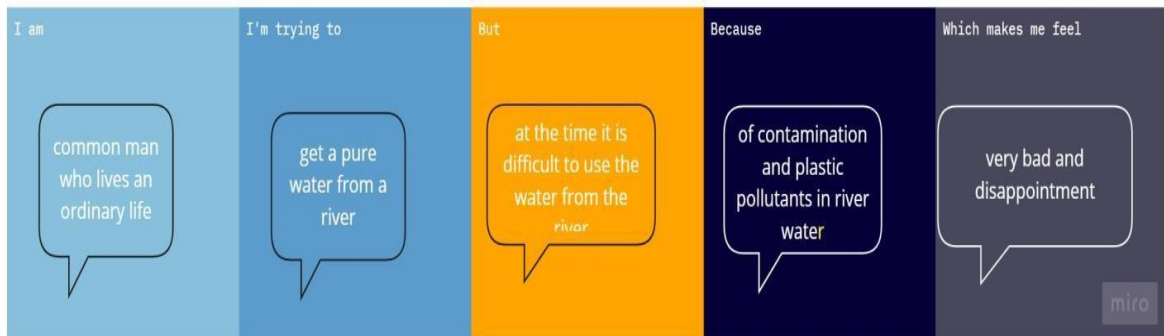 I am
common man
who lives an
ordinary life
I'm trying to
get a pure
water from a
river
But
at the time it is
difficult to use the
water from the
river
Because
of contamination
and plastic
pollutants in river
water
Which makes me feel
very bad and
disappointment
miro